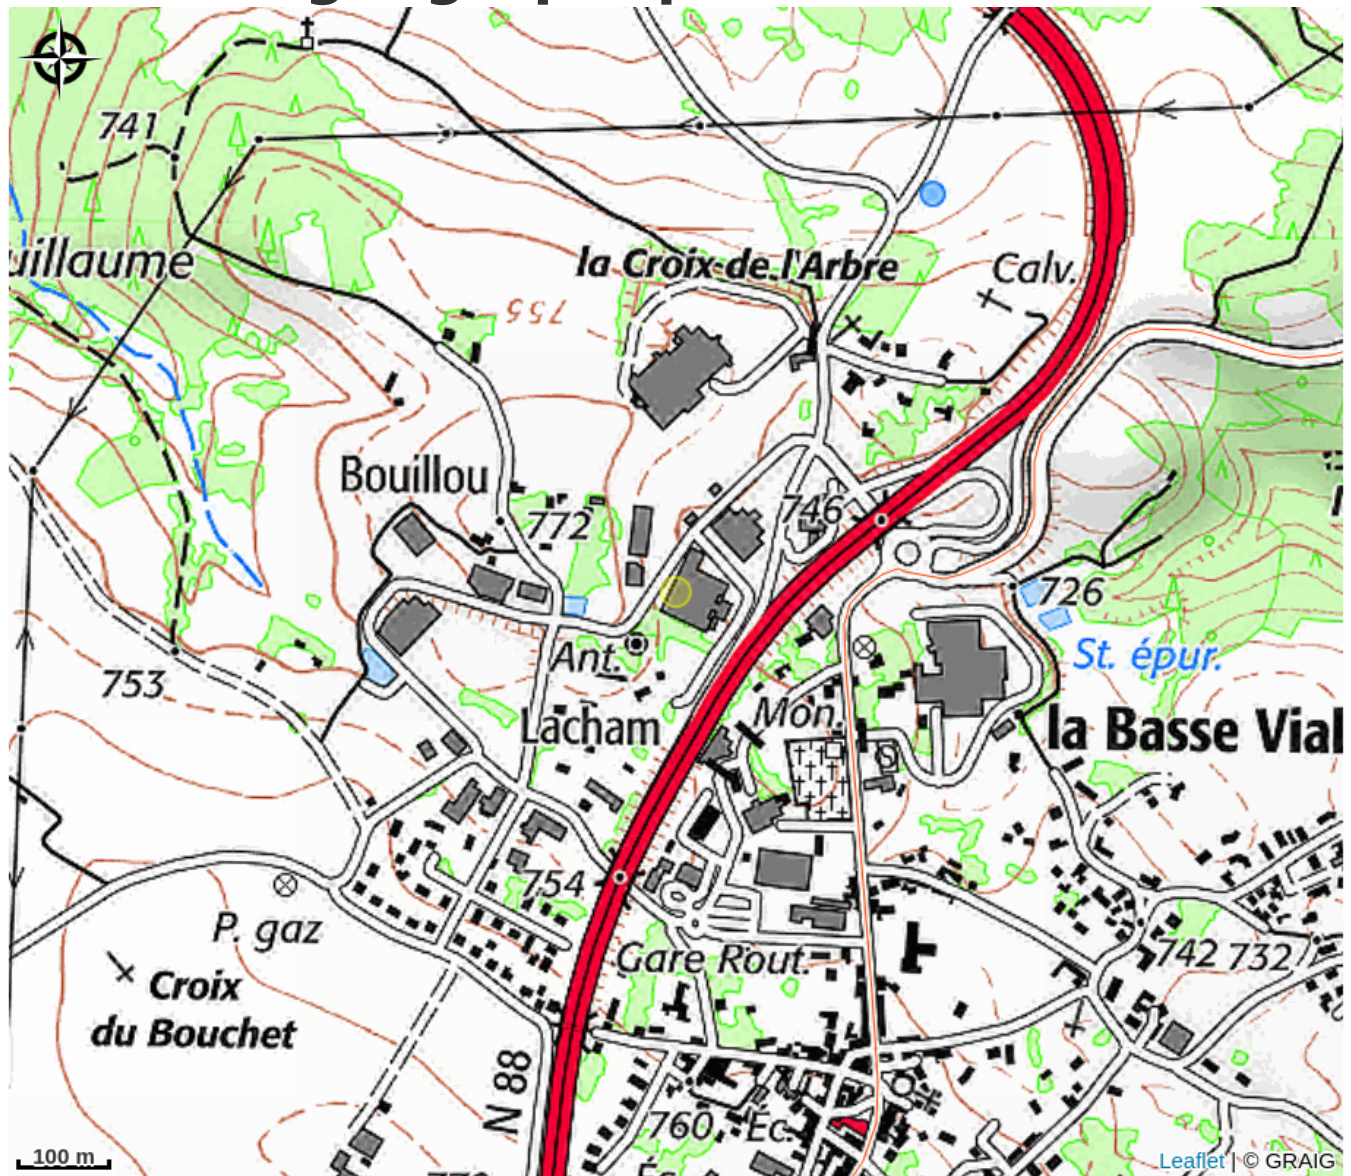 741
uillaume
la Croix de l'Arbre
Calv.
755
Bouillou
772
746
726
St. épur.
Ant.
753
Lacham
Mon.
la Basse Vial
754
P. gaz
Gare Rout.
742 732
Croix
du Bouchet
N 88
760
Éc.
100 m
Leaflet | © GRAIG